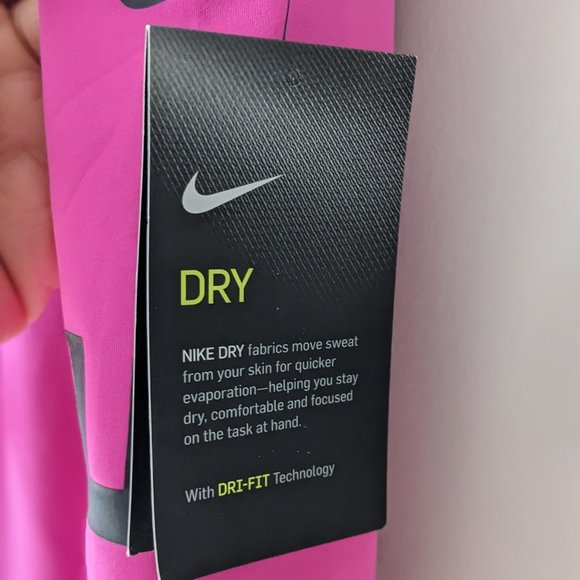 DRY
NIKE DRY fabrics move sweat
from your skin for quicker
evaporation—helping you stay
dry, comfortable and focused
on the task at hand.
With DRI-FIT Technology